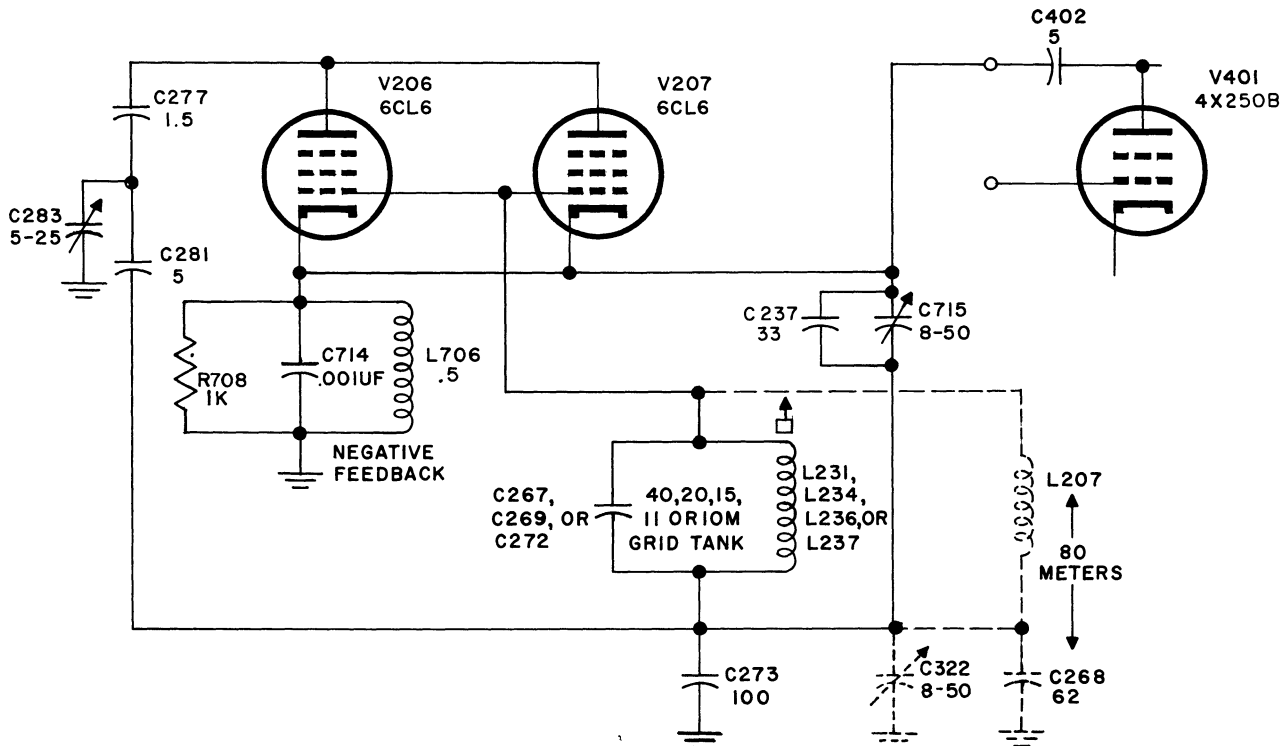 C402
5
V206
6CL6
V207
6CL6
V401
4X250B
C277
1.5
C283
5-25
C281
5
C714
.001UF
L706
.5
R708
1K
NEGATIVE
FEEDBACK
C237
33
C715
8-50
C267,
C269, OR
C272
40,20,15,
11 OR10M
GRID TANK
L231,
L234,
L236,OR
L237
L207
80
METERS
C273
100
C322
8-50
C268
62